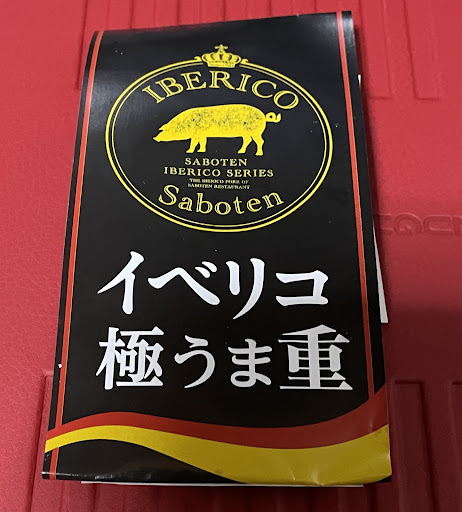 IBERICO
SABOTEN
IBERICO SERIES
THE IBERICO PORK OF
SABOTEN RESTAURANT
Saboten
イベリコ
極うま重